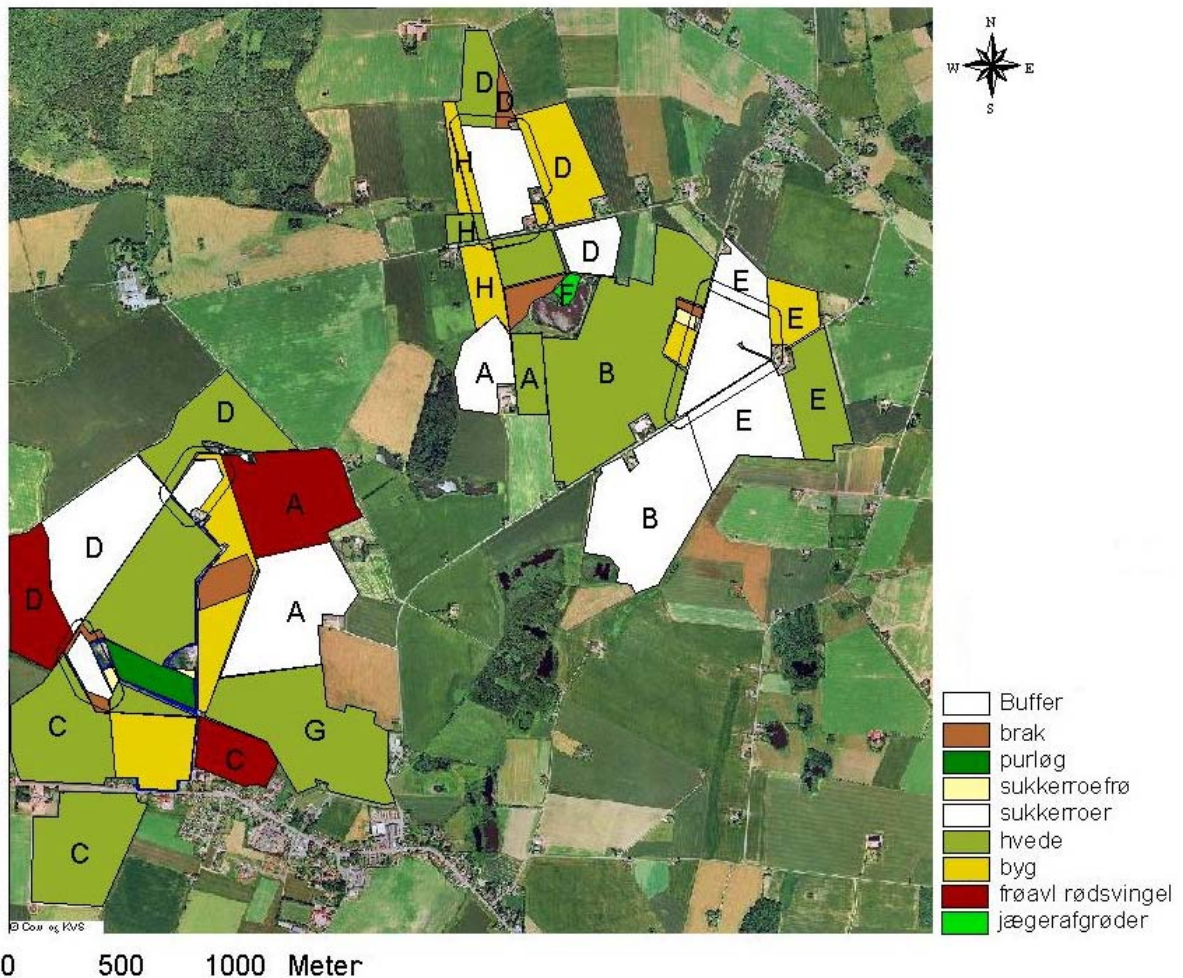 N
W E
S
D
D
H
D
H
D
E
H
F
E
A
A
B
E
D
E
A
B
D
D
A
C
G
C
C
Buffer
brak
purløg
sukkerroefrø
sukkerroer
hvede
byg
frøavl rødsvingel
jægerafgrøder
0 500 1000 Meter